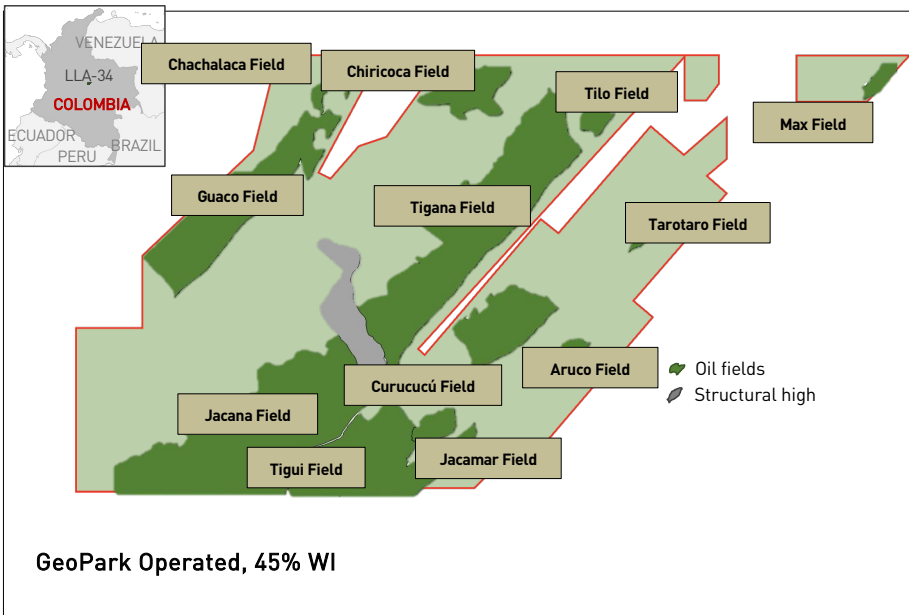 VENEZUELA
LLA-34
COLOMBIA
ECUADOR
PERU
BRAZIL
Chachalaca Field
Chiricoca Field
Tilo Field
Max Field
Guaco Field
Tigana Field
Tarotaro Field
Aruco Field
Oil fields
Structural high
Curucucú Field
Jacana Field
Tigui Field
Jacamar Field
GeoPark Operated, 45% WI